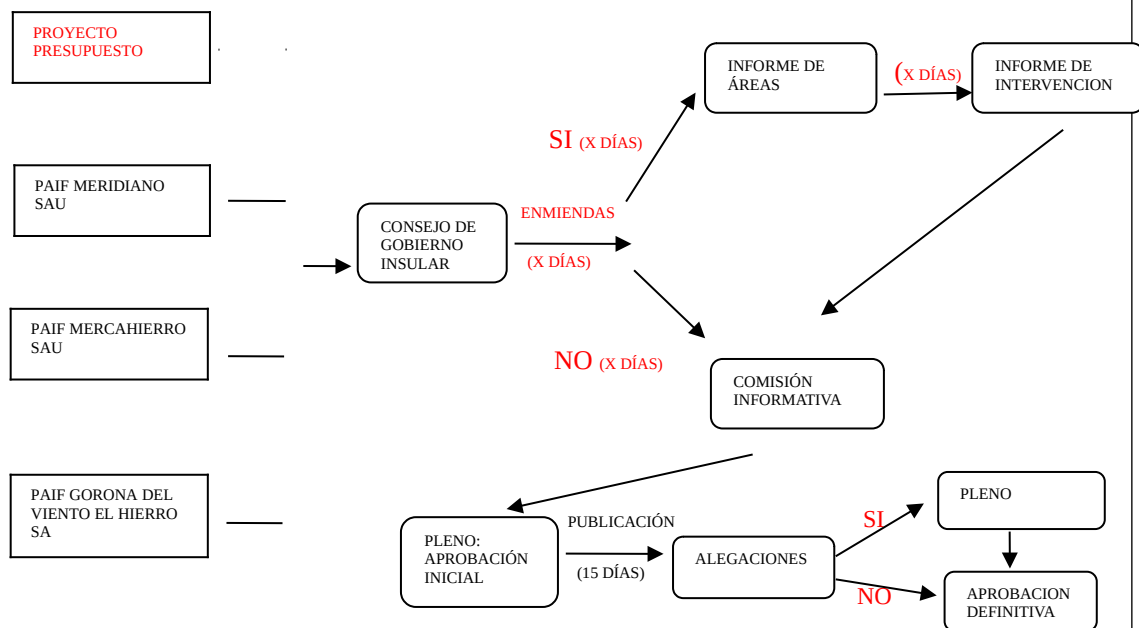 PROYECTO
PRESUPUESTO
INFORME DE
ÁREAS
(X DÍAS)
INFORME DE
INTERVENCION
SI (X DÍAS)
PAIF MERIDIANO
SAU
ENMIENDAS
CONSEJO DE
GOBIERNO
INSULAR
(X DÍAS)
PAIF MERCAHIERRO
SAU
NO (X DÍAS)
COMISIÓN
INFORMATIVA
PAIF GORONA DEL
VIENTO EL HIERRO
SA
PLENO:
APROBACIÓN
INICIAL
PUBLICACIÓN
(15 DÍAS)
ALEGACIONES
SI
PLENO
NO
APROBACION
DEFINITIVA